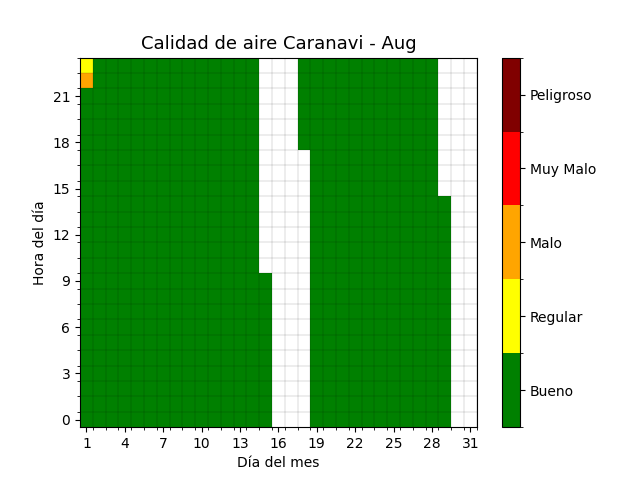 Calidad de aire Caranavi - Aug
21
18
15
12
9
6
3
0
Hora del día
1 4 7 10 13 16 19 22 25 28 31
Día del mes
Peligroso
Muy Malo
Malo
Regular
Bueno